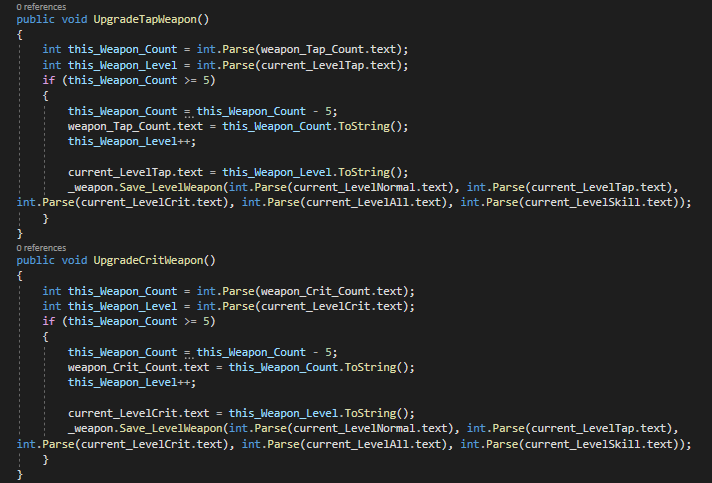 0 references
public void UpgradeTapWeapon()
{
int this_Weapon_Count = int.Parse(weapon_Tap_Count.text);
int this_Weapon_Level = int.Parse(current_LevelTap.text);
if (this_Weapon_Count >= 5)
{
this_Weapon_Count = this_Weapon_Count - 5;
weapon_Tap_Count.text = this_Weapon_Count.ToString();
this_Weapon_Level++;
current_LevelTap.text = this_Weapon_Level.ToString();
_weapon.Save_LevelWeapon(int.Parse(current_LevelNormal.text), int.Parse(current_LevelTap.text),
int.Parse(current_LevelCrit.text), int.Parse(current_LevelAll.text), int.Parse(current_LevelSkill.text));
}
}
0 references
public void UpgradeCritWeapon()
{
int this_Weapon_Count = int.Parse(weapon_Crit_Count.text);
int this_Weapon_Level = int.Parse(current_LevelCrit.text);
if (this_Weapon_Count >= 5)
{
this_Weapon_Count = this_Weapon_Count - 5;
weapon_Crit_Count.text = this_Weapon_Count.ToString();
this_Weapon_Level++;
current_LevelCrit.text = this_Weapon_Level.ToString();
_weapon.Save_LevelWeapon(int.Parse(current_LevelNormal.text), int.Parse(current_LevelTap.text),
int.Parse(current_LevelCrit.text), int.Parse(current_LevelAll.text), int.Parse(current_LevelSkill.text));
}
}